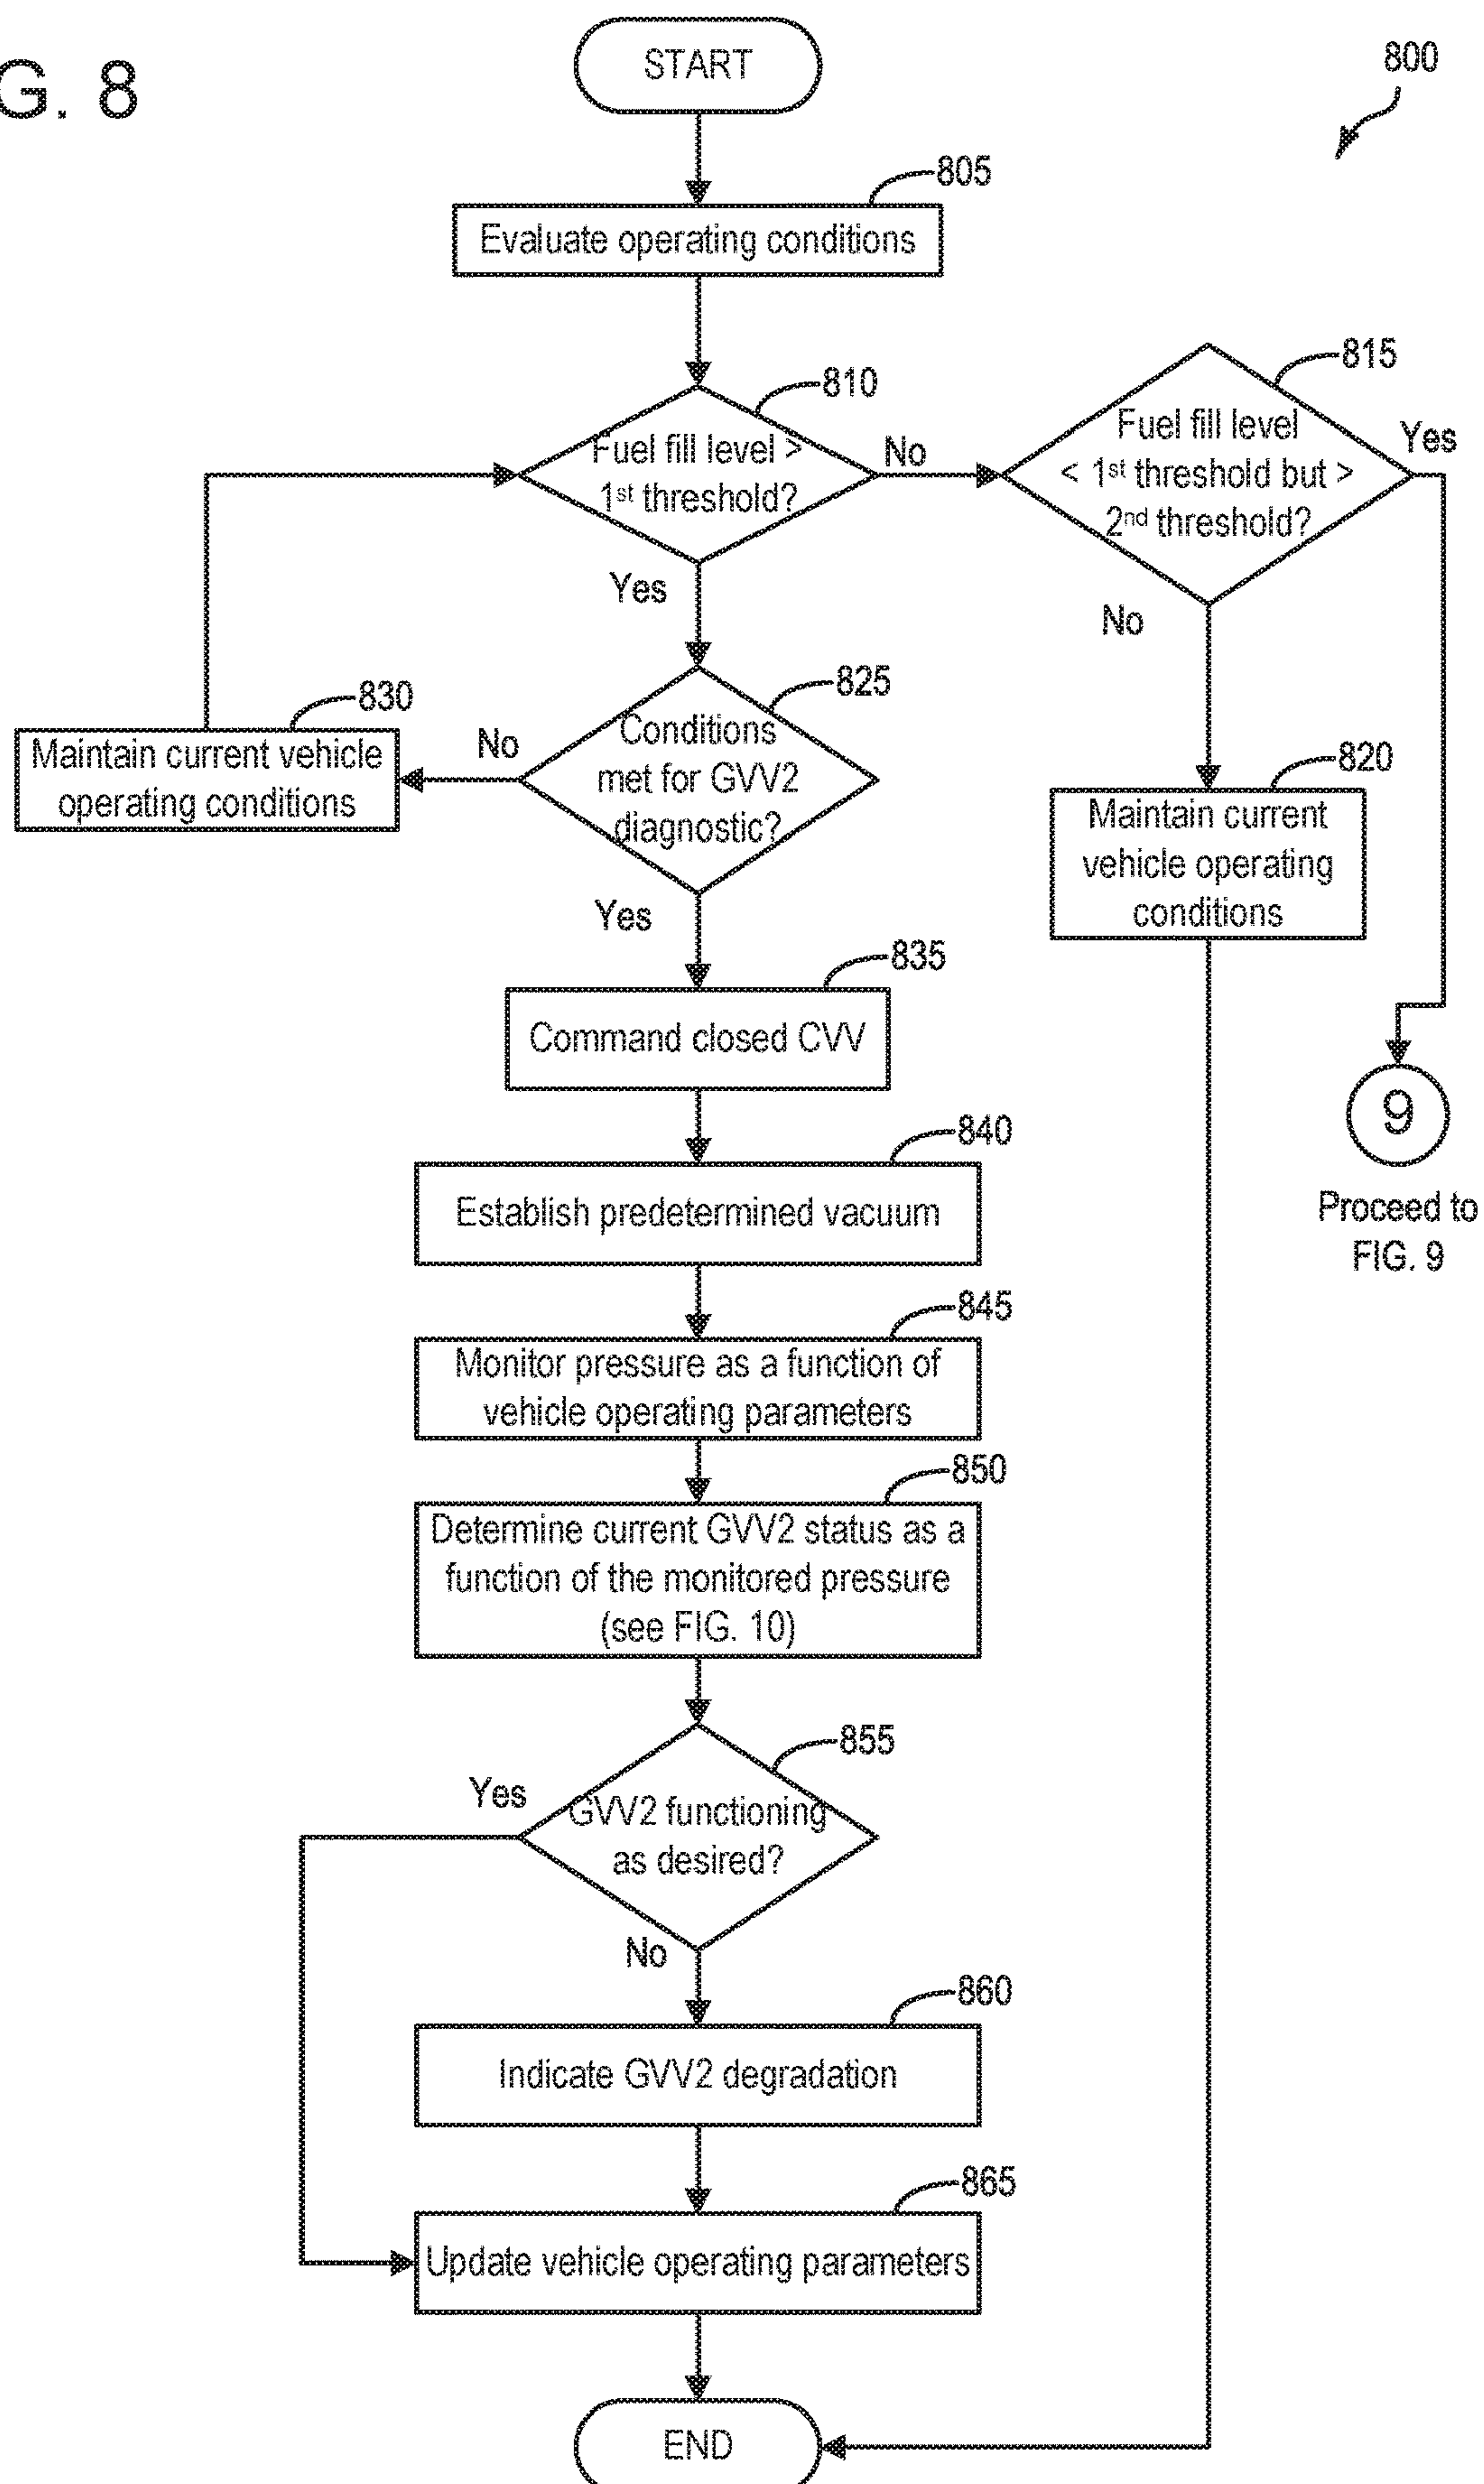 G. 8
START
800
805
Evaluate operating conditions
810
Fuel fill level >
1st threshold?
No
Yes
815
Fuel fill level
< 1st threshold but >
2nd threshold?
Yes
No
825
Conditions
met for GVV2
diagnostic?
No
Yes
830
Maintain current vehicle
operating conditions
820
Maintain current
vehicle operating
conditions
835
Command closed CVV
9
Proceed to
FIG. 9
840
Establish predetermined vacuum
845
Monitor pressure as a function of
vehicle operating parameters
850
Determine current GVV2 status as a
function of the monitored pressure
(see FIG. 10)
855
GVV2 functioning
as desired?
Yes
No
860
Indicate GVV2 degradation
865
Update vehicle operating parameters
END